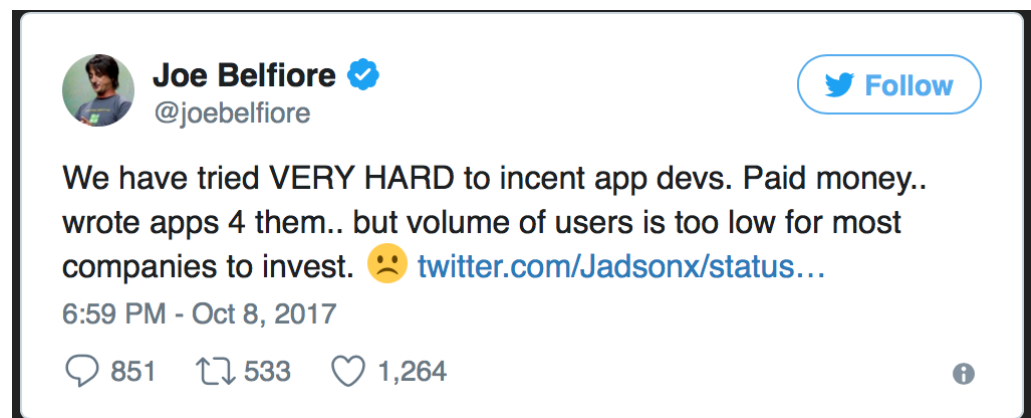 Joe Belfiore
@joebelfiore
Follow
We have tried VERY HARD to incent app devs. Paid money..
wrote apps 4 them.. but volume of users is too low for most
companies to invest. 🙁 twitter.com/Jadsonx/status…
6:59 PM - Oct 8, 2017
851 533 1,264